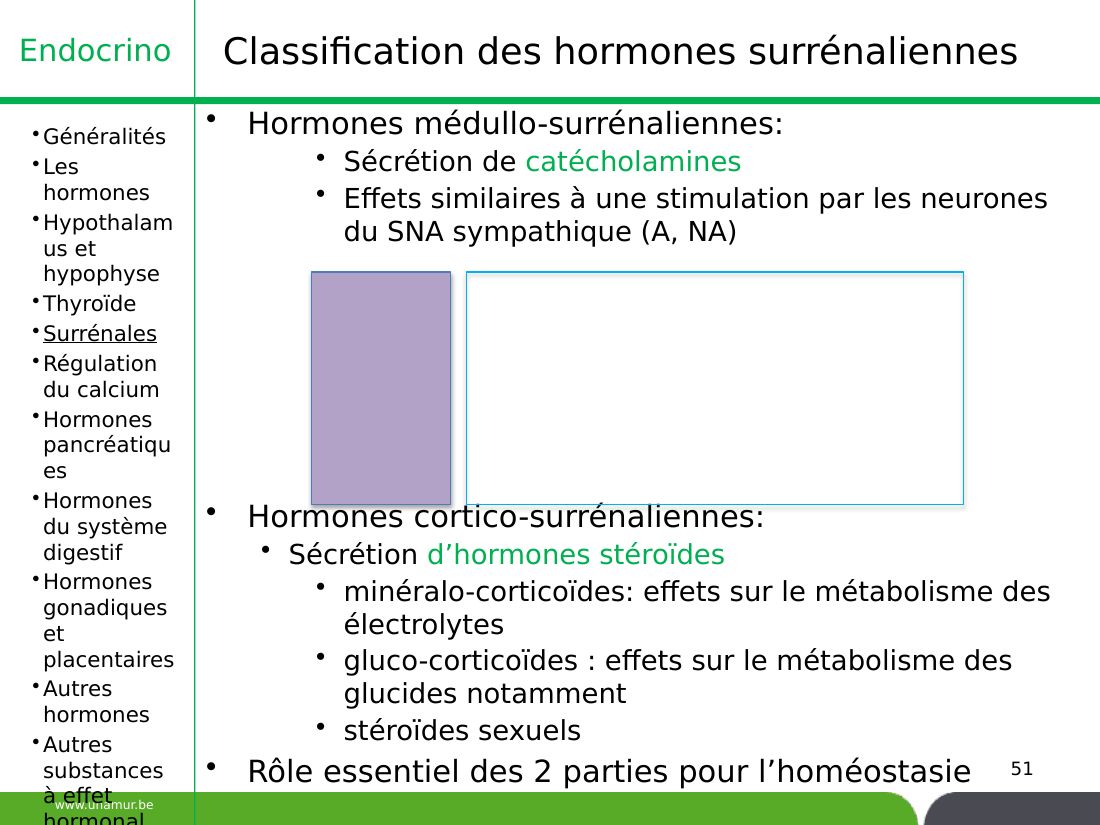 Endocrino
Classification des hormones surrénaliennes
•Généralités
•Les
hormones
•Hypothalam
us et
hypophyse
•Thyroïde
•Surrénales
•Régulation
du calcium
•Hormones
pancréatiqu
es
•Hormones
du système
digestif
•Hormones
gonadiques
et
placentaires
•Autres
hormones
•Autres
substances
à effet
hormonal
• Hormones médullo-surrénaliennes:
• Sécrétion de catécholamines
• Effets similaires à une stimulation par les neurones
du SNA sympathique (A, NA)
• Hormones cortico-surrénaliennes:
• Sécrétion d’hormones stéroïdes
• minéralo-corticoïdes: effets sur le métabolisme des
électrolytes
• gluco-corticoïdes : effets sur le métabolisme des
glucides notamment
• stéroïdes sexuels
• Rôle essentiel des 2 parties pour l’homéostasie
51
www.unamur.be